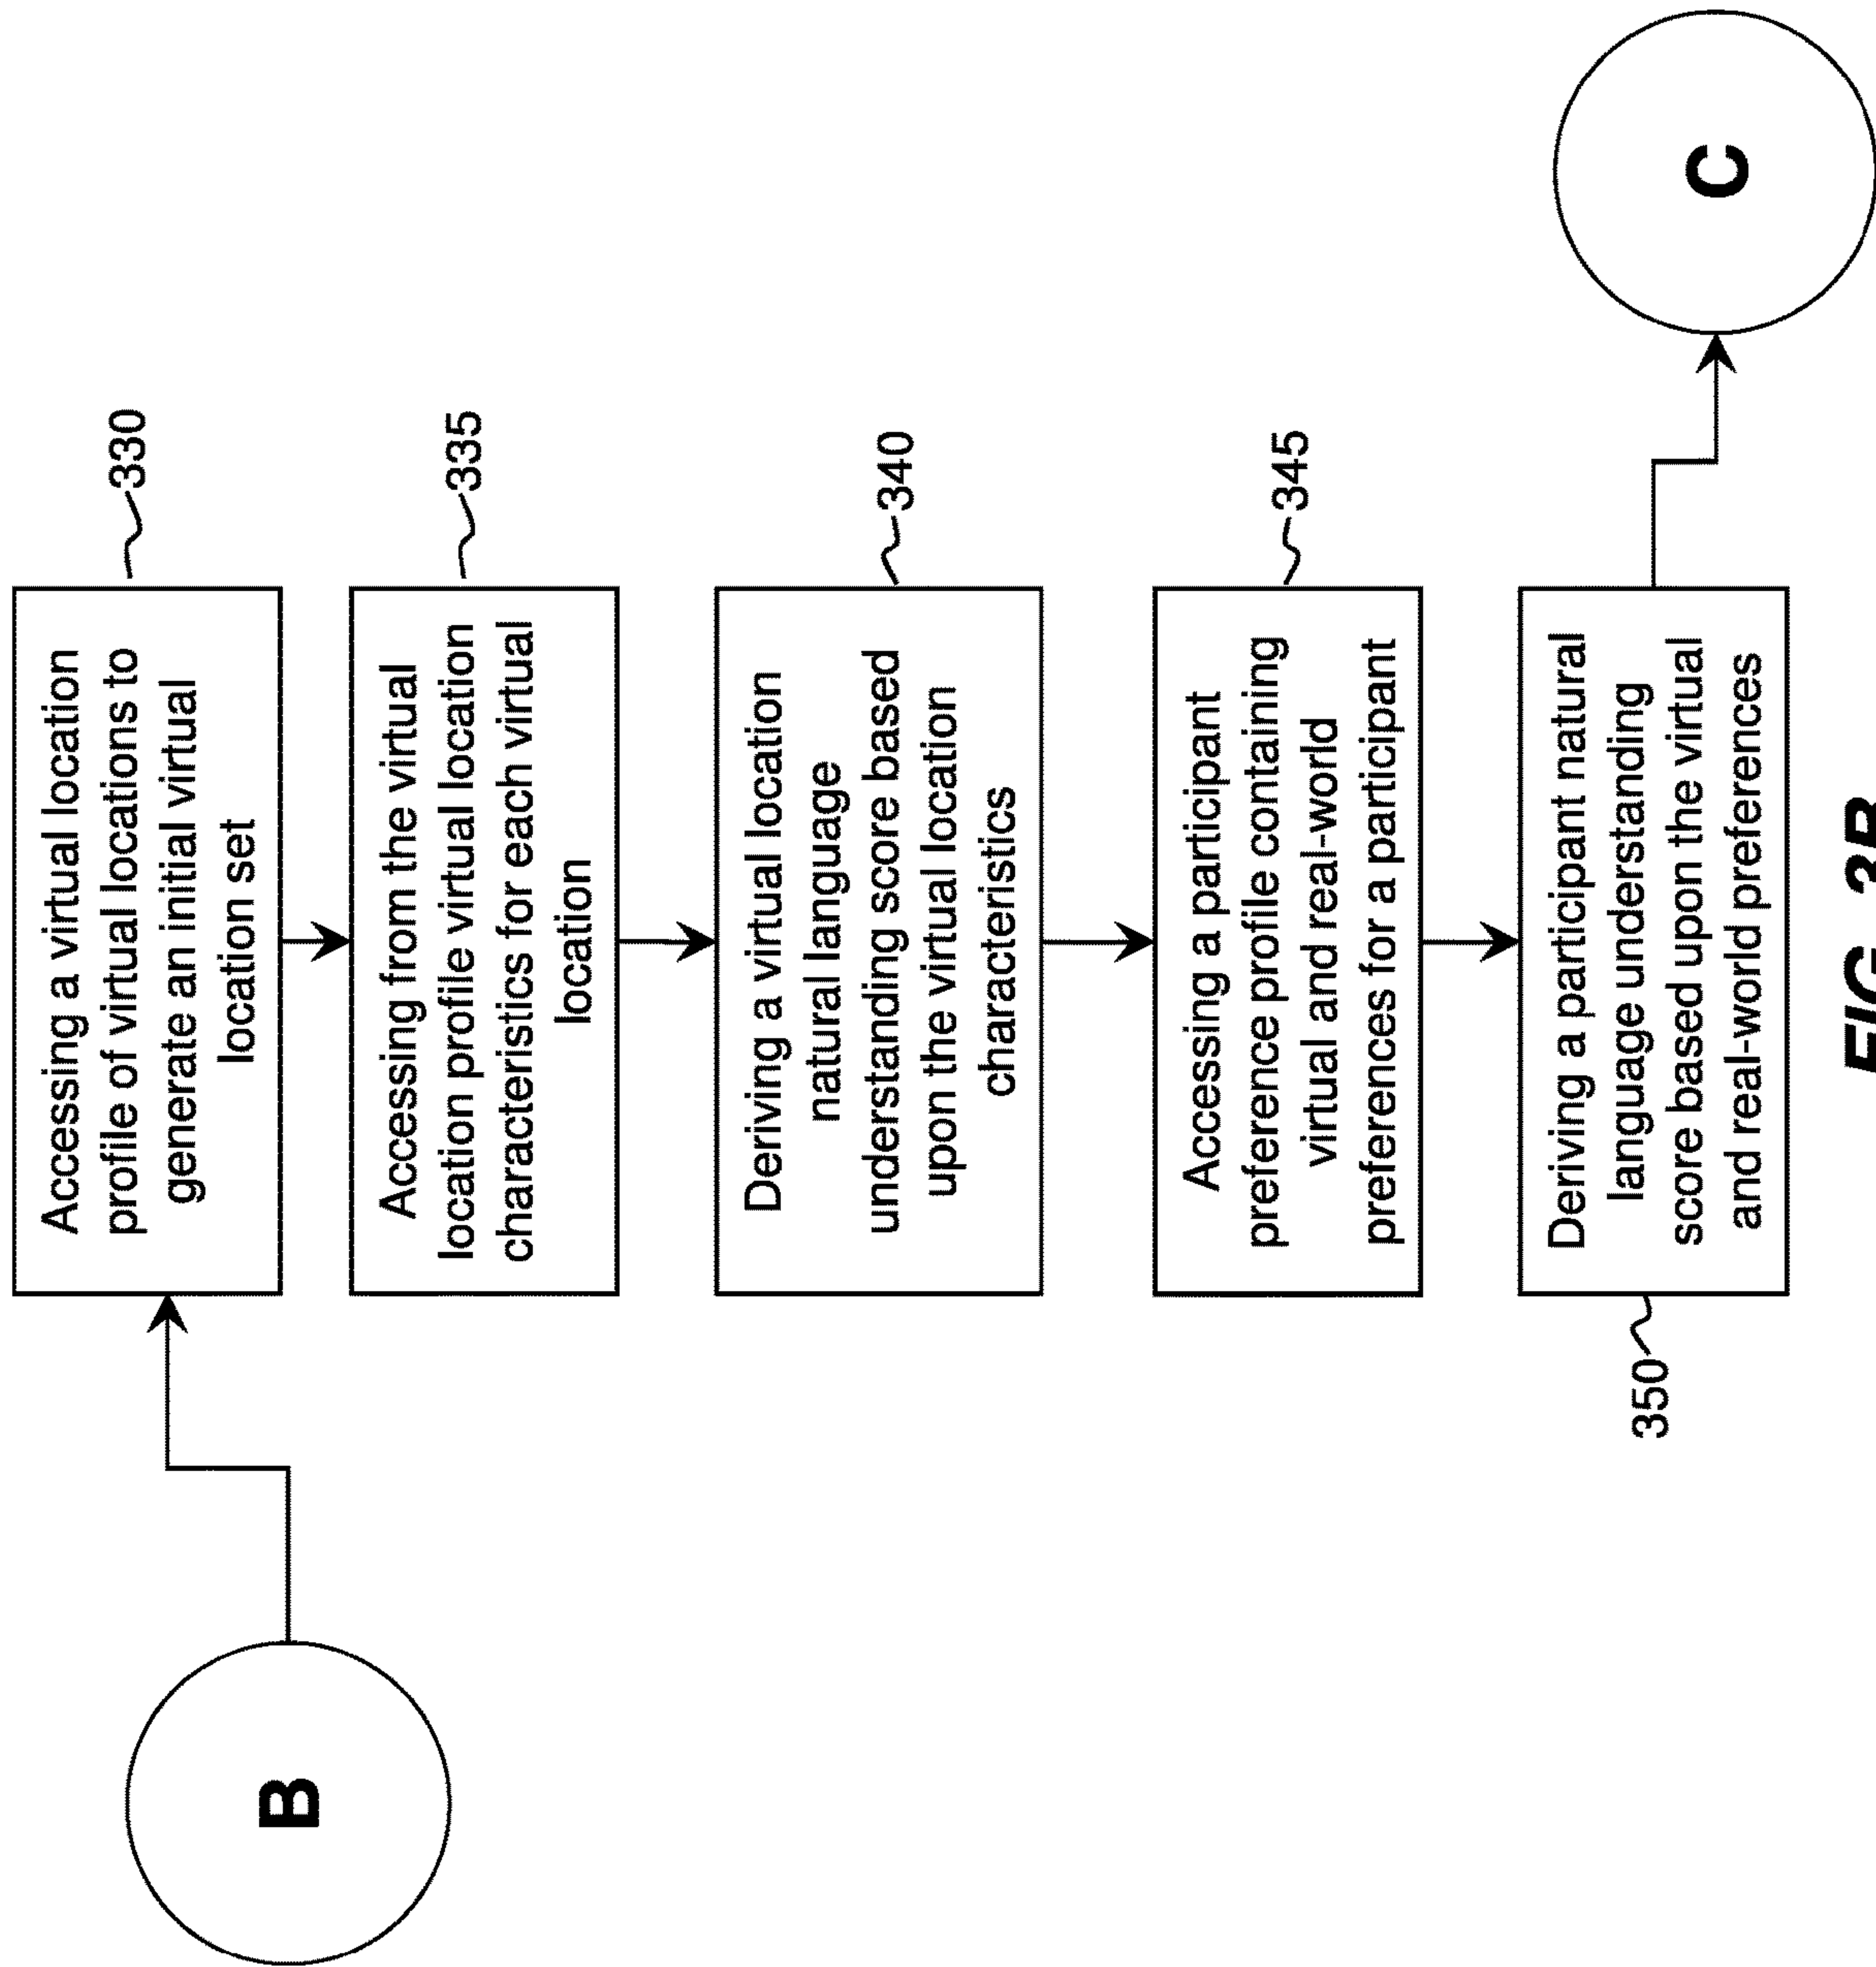 B
Accessing a virtual location
profile of virtual locations to
generate an initial virtual
location set
330
Accessing from the virtual
location profile virtual location
characteristics for each virtual
location
335
Deriving a virtual location
natural language
understanding score based
upon the virtual location
characteristics
340
Accessing a participant
preference profile containing
virtual and real-world
preferences for a participant
345
Deriving a participant natural
language understanding
score based upon the virtual
and real-world preferences
350
C
FIG. 3B